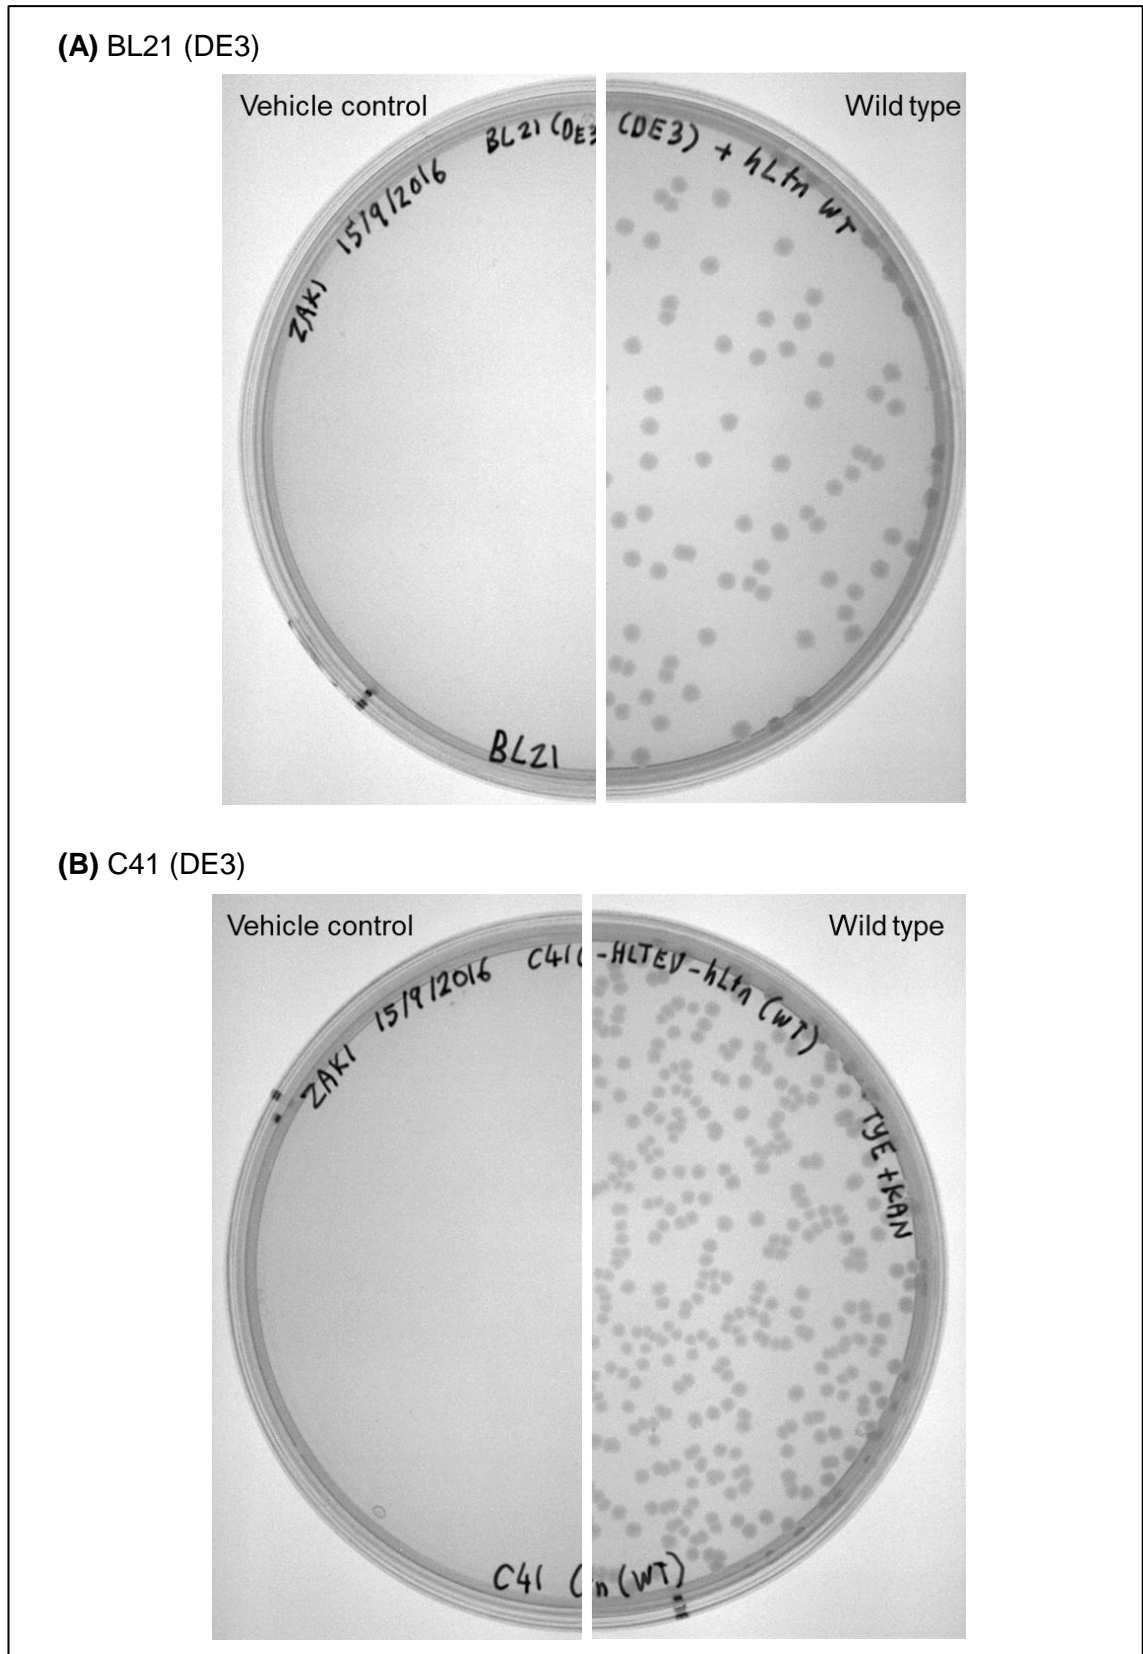 (A) BL21 (DE3)
Vehicle control
Wild type
BL21 (DE3
(DE3) + hLtn WT
15/9/2016
ZAKI
BL21
(B) C41 (DE3)
Vehicle control
Wild type
C41 (
-HLTEV-hLtn (WT)
15/9/2016
ZAKI
TYE +KAN
C41 (
n (WT)